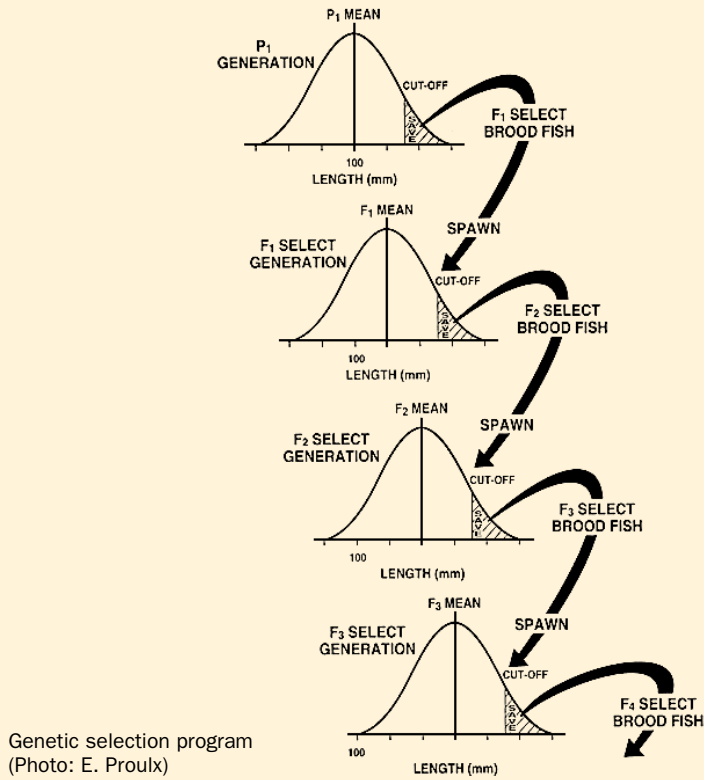 P₁ MEAN
P₁
GENERATION
CUT-OFF
SAVE
F₁ SELECT
BROOD FISH
100
LENGTH (mm)
SPAWN
F₁ MEAN
F₁ SELECT
GENERATION
CUT-OFF
SAVE
F₂ SELECT
BROOD FISH
100
LENGTH (mm)
SPAWN
F₂ MEAN
F₂ SELECT
GENERATION
CUT-OFF
SAVE
F₃ SELECT
BROOD FISH
100
LENGTH (mm)
SPAWN
F₃ MEAN
F₃ SELECT
GENERATION
CUT-OFF
SAVE
F₄ SELECT
BROOD FISH
100
LENGTH (mm)
Genetic selection program
(Photo: E. Proulx)